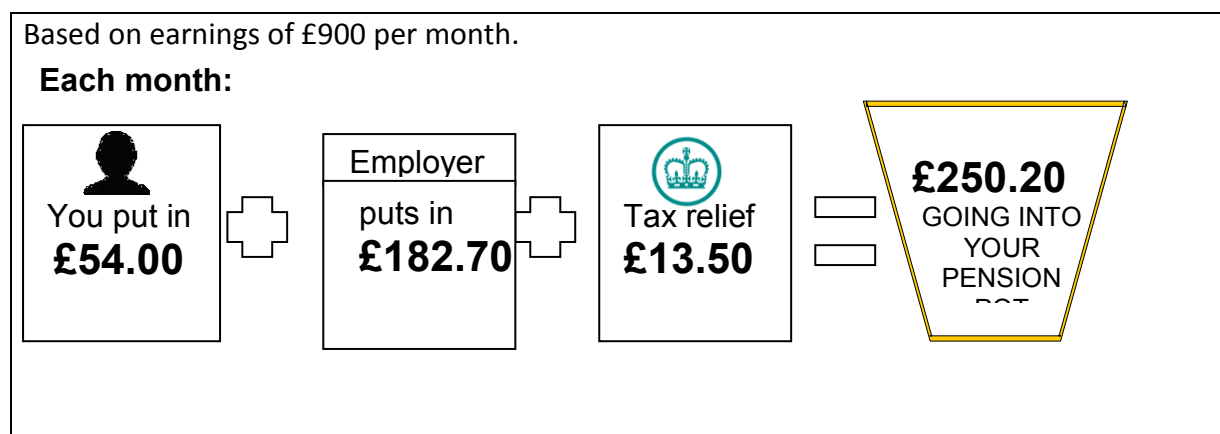 Based on earnings of £900 per month.
Each month:
You put in
£54.00
Employer
puts in
£182.70
Tax relief
£13.50
£250.20
GOING INTO
YOUR
PENSION